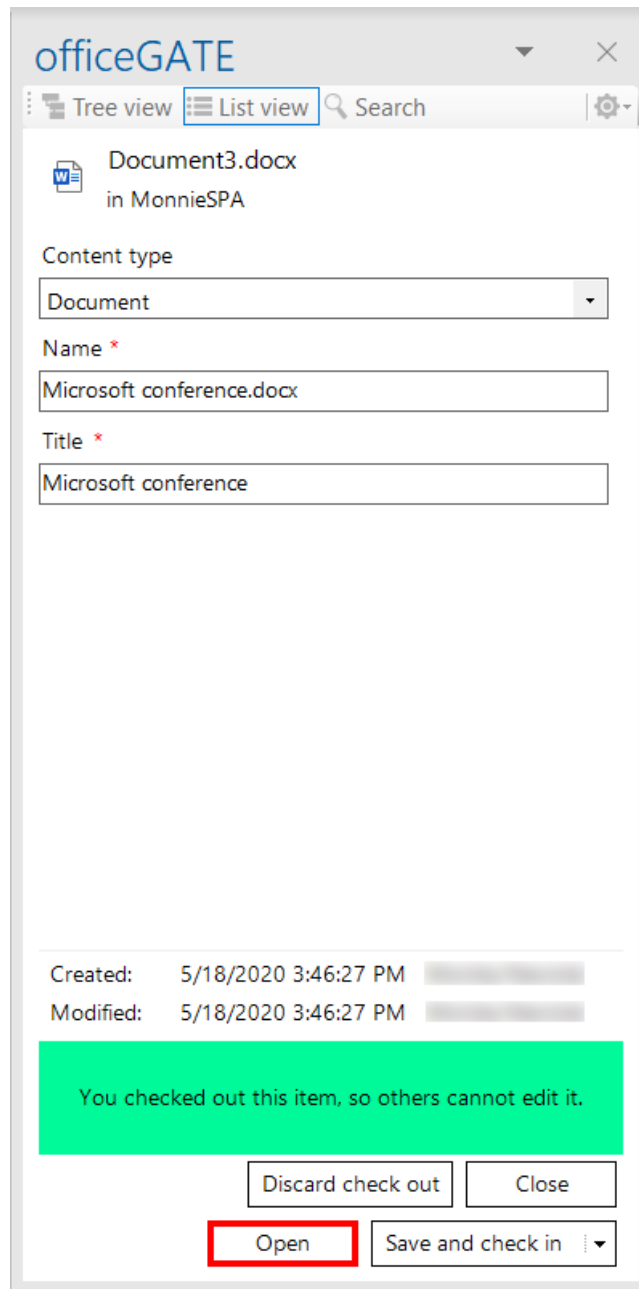 officeGATE
Tree view List view Search
Document3.docx
in MonnieSPA
Content type
Document
Name *
Microsoft conference.docx
Title *
Microsoft conference
Created: 5/18/2020 3:46:27 PM
Modified: 5/18/2020 3:46:27 PM
You checked out this item, so others cannot edit it.
Discard check out Close
Open Save and check in